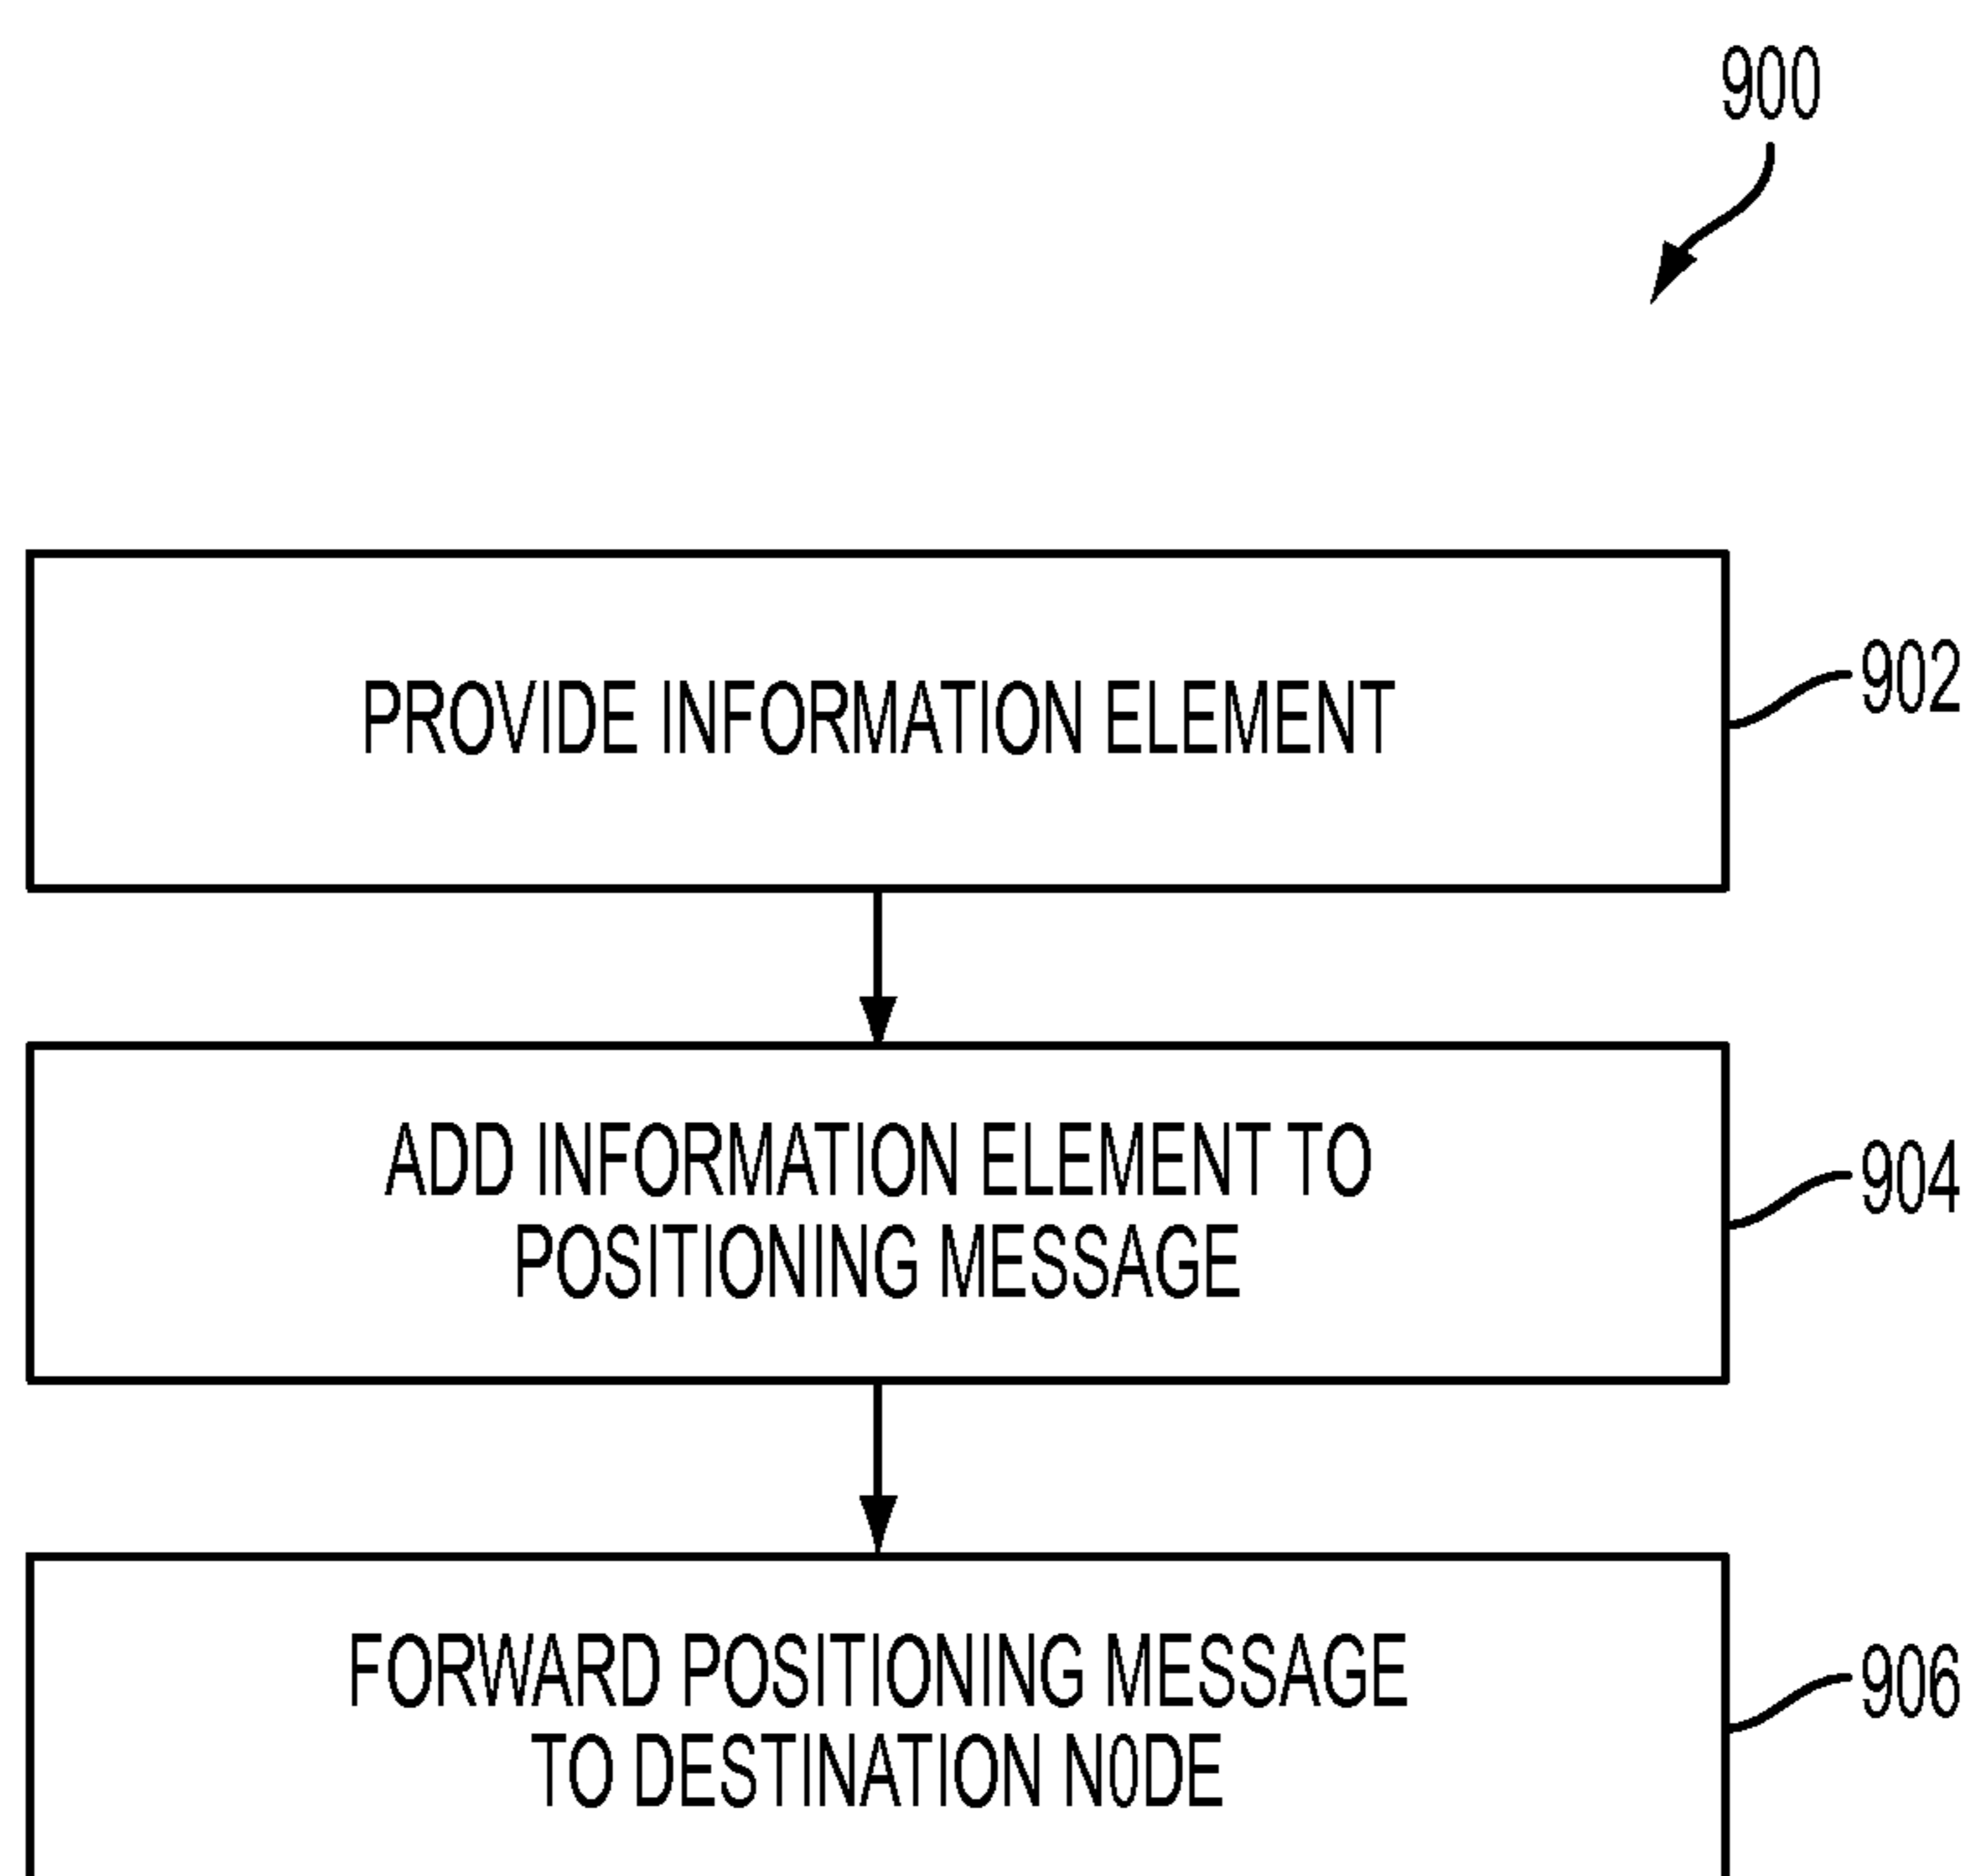 900
PROVIDE INFORMATION ELEMENT
902
ADD INFORMATION ELEMENT TO
POSITIONING MESSAGE
904
FORWARD POSITIONING MESSAGE
TO DESTINATION N0DE
906